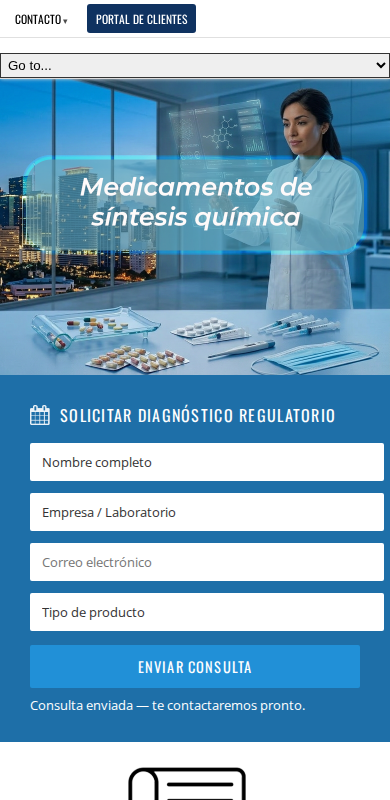 CONTACTO ▾
PORTAL DE CLIENTES
Go to...
Medicamentos de
síntesis química
SOLICITAR DIAGNÓSTICO REGULATORIO
Nombre completo
Empresa / Laboratorio
Correo electrónico
Tipo de producto
ENVIAR CONSULTA
Consulta enviada — te contactaremos pronto.